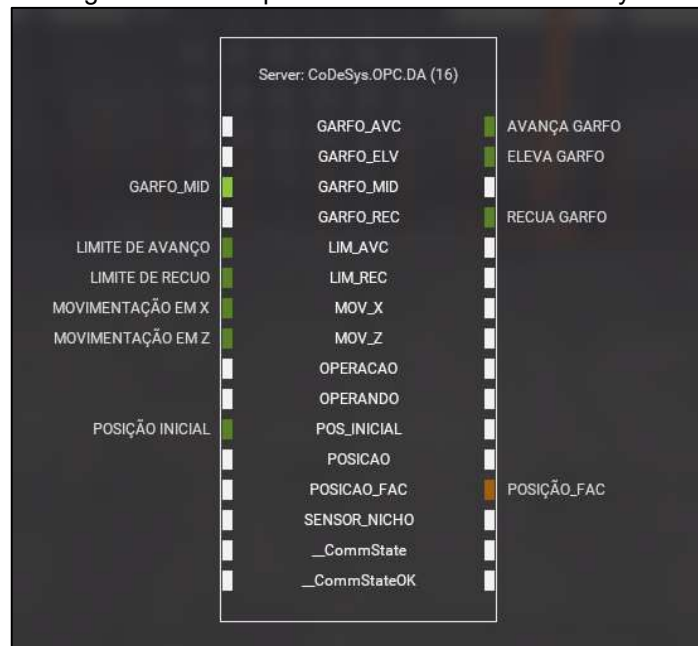 Server: CoDeSys.OPC.DA (16)
GARFO_AVC AVANÇA GARFO
GARFO_ELV ELEVA GARFO
GARFO_MID GARFO_MID
GARFO_REC RECUA GARFO
LIMITE DE AVANÇO LIM_AVC
LIMITE DE RECUO LIM_REC
MOVIMENTAÇÃO EM X MOV_X
MOVIMENTAÇÃO EM Z MOV_Z
OPERACAO
OPERANDO
POSIÇÃO INICIAL POS_INICIAL
POSICAO
POSICAO_FAC POSIÇÃO_FAC
SENSOR_NICHO
__CommState
__CommStateOK